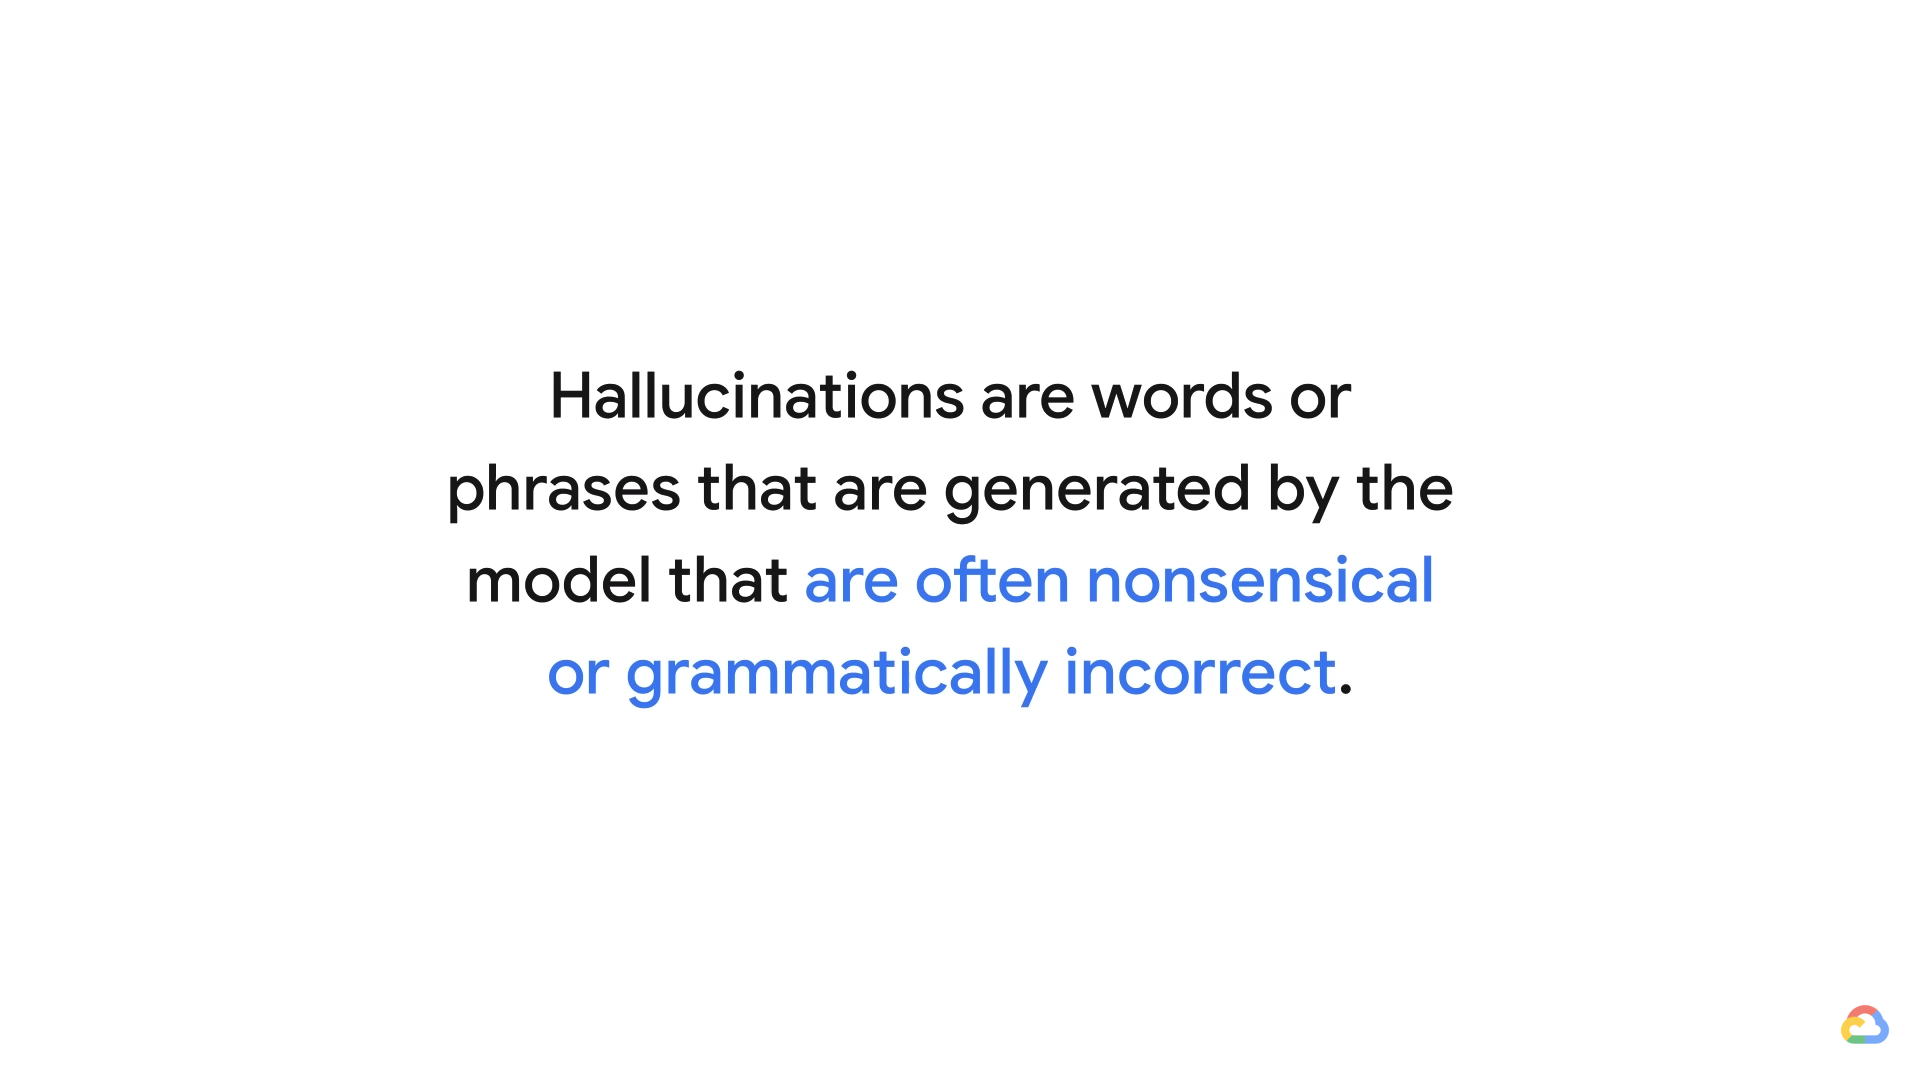 Hallucinations are words or
phrases that are generated by the
model that are often nonsensical
or grammatically incorrect.